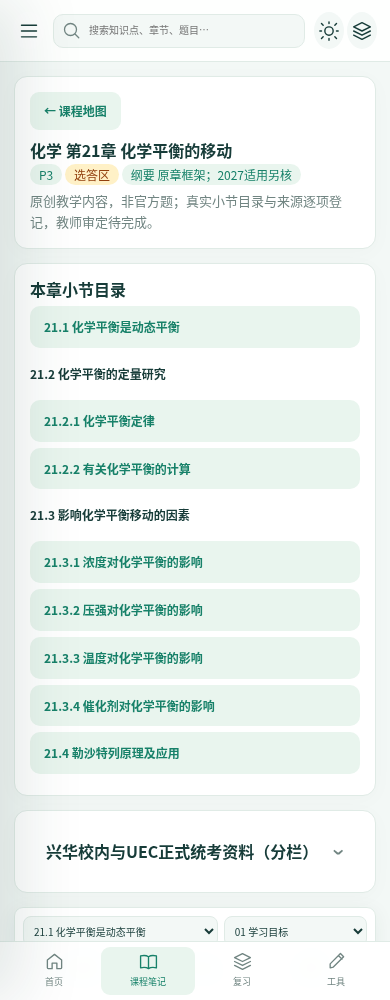 搜索知识点、章节、题目…
← 课程地图
化学 第21章 化学平衡的移动
P3 选答区 纲要 原章框架；2027适用另核
原创教学内容，非官方题；真实小节目录与来源逐项登
记，教师审定待完成。
本章小节目录
21.1 化学平衡是动态平衡
21.2 化学平衡的定量研究
21.2.1 化学平衡定律
21.2.2 有关化学平衡的计算
21.3 影响化学平衡移动的因素
21.3.1 浓度对化学平衡的影响
21.3.2 压强对化学平衡的影响
21.3.3 温度对化学平衡的影响
21.3.4 催化剂对化学平衡的影响
21.4 勒沙特列原理及应用
兴华校内与UEC正式统考资料（分栏）
21.1 化学平衡是动态平衡 01 学习目标
首页 课程笔记 复习 工具